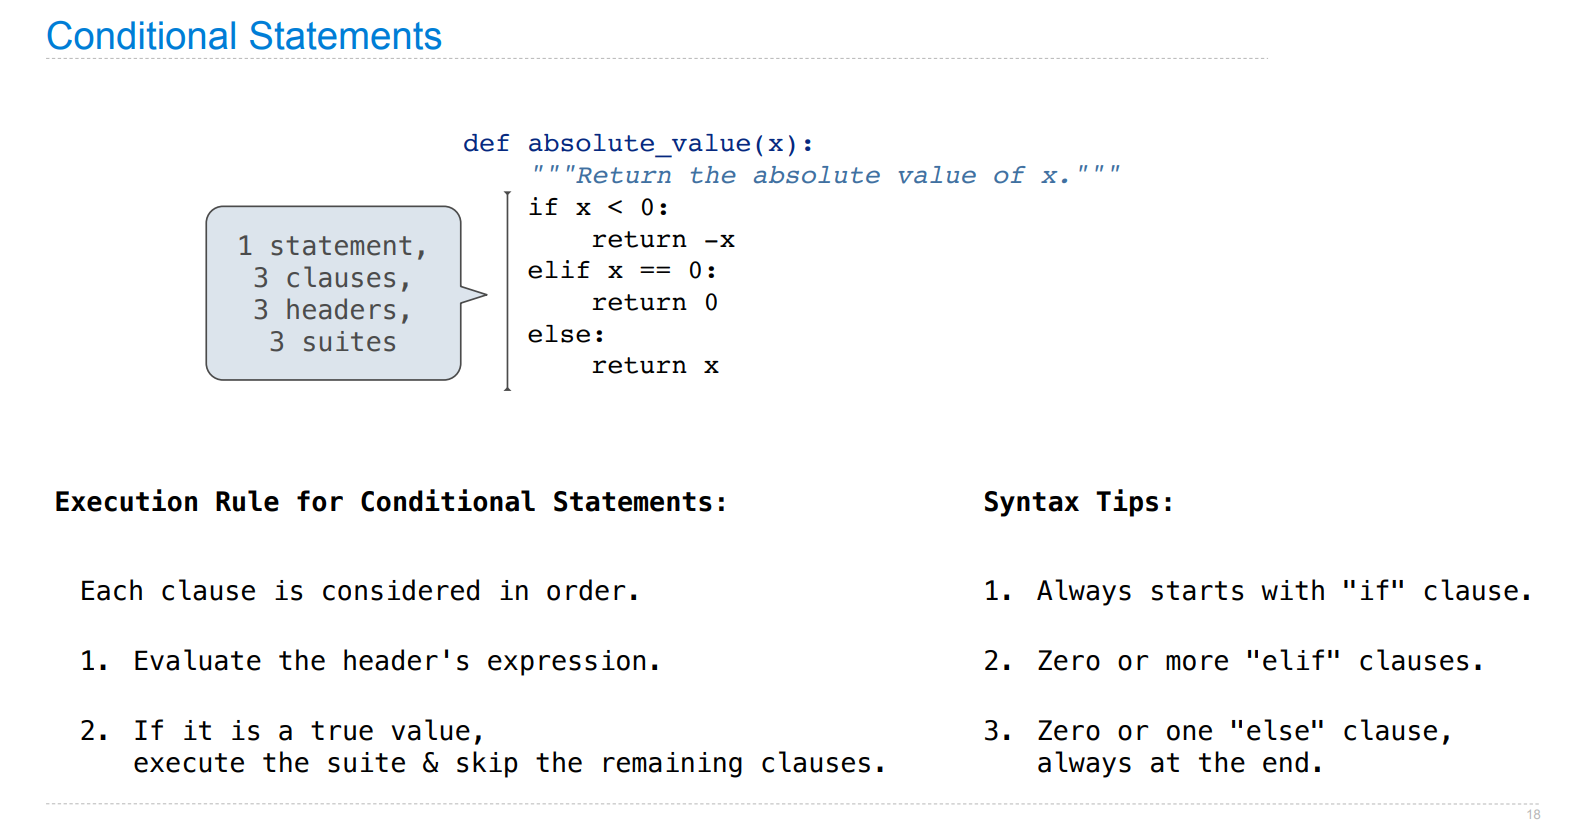 Conditional Statements
def absolute_value(x):
"""Return the absolute value of x."""
if x < 0:
return -x
elif x == 0:
return 0
else:
return x
1 statement,
3 clauses,
3 headers,
3 suites
Execution Rule for Conditional Statements:
Each clause is considered in order.
1. Evaluate the header's expression.
2. If it is a true value,
execute the suite & skip the remaining clauses.
Syntax Tips:
1. Always starts with "if" clause.
2. Zero or more "elif" clauses.
3. Zero or one "else" clause,
always at the end.
18